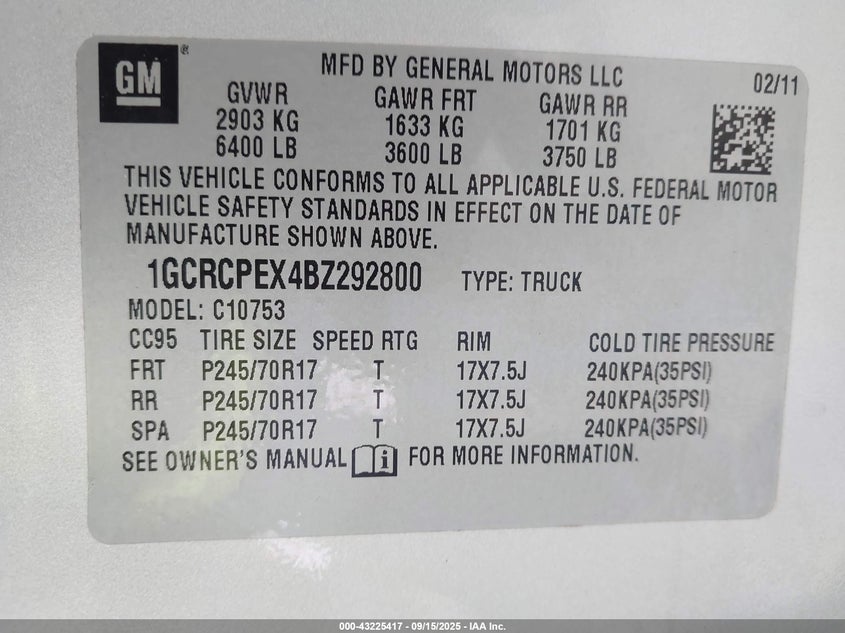 GM®
MFD BY GENERAL MOTORS LLC
02/11
GVWR GAWR FRT GAWR RR
2903 KG 1633 KG 1701 KG
6400 LB 3600 LB 3750 LB
THIS VEHICLE CONFORMS TO ALL APPLICABLE U.S. FEDERAL MOTOR
VEHICLE SAFETY STANDARDS IN EFFECT ON THE DATE OF
MANUFACTURE SHOWN ABOVE.
1GCRCPEX4BZ292800 TYPE: TRUCK
MODEL: C10753
CC95 TIRE SIZE SPEED RTG RIM COLD TIRE PRESSURE
FRT P245/70R17 T 17X7.5J 240KPA(35PSI)
RR P245/70R17 T 17X7.5J 240KPA(35PSI)
SPA P245/70R17 T 17X7.5J 240KPA(35PSI)
SEE OWNER'S MANUAL i FOR MORE INFORMATION.
000-43225417 - 09/15/2025 - IAA Inc.